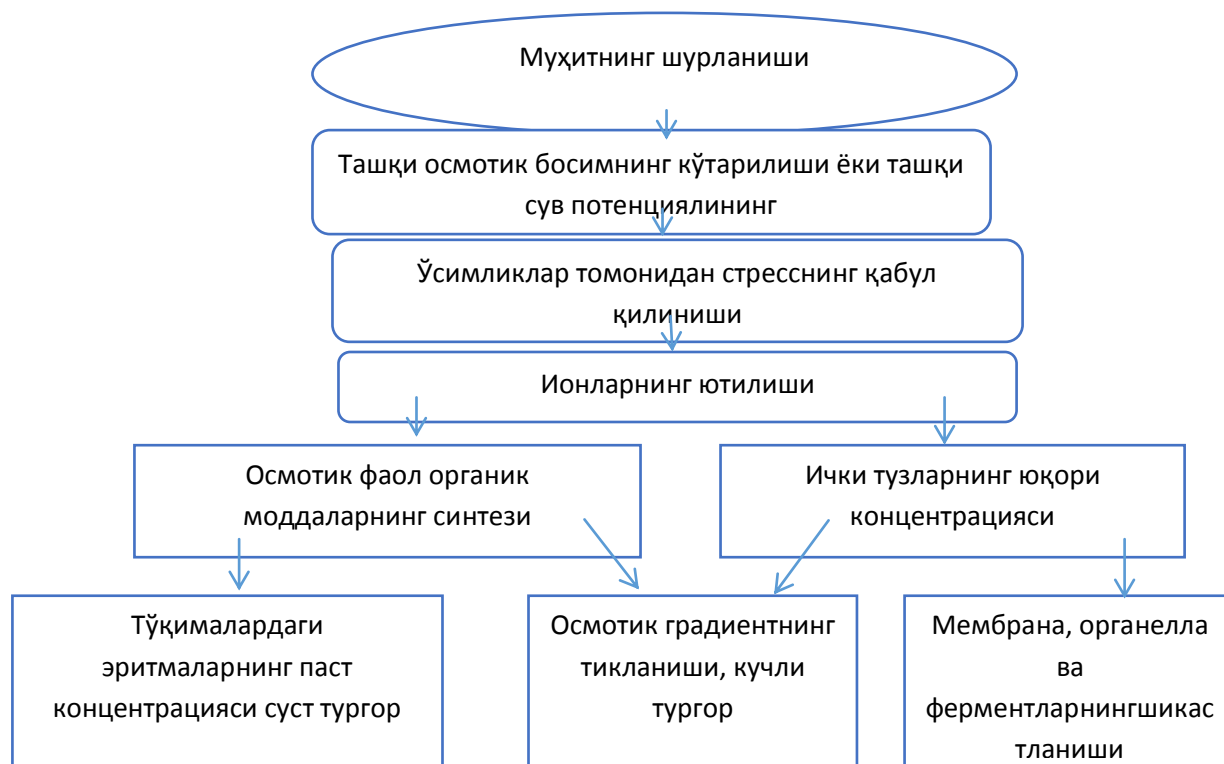 Муҳитнинг шурланиши
Ташқи осмотик босимнинг кўтарилиши ёки ташқи
сув потенциялининг
Ўсимликлар томонидан стресснинг қабул
қилиниши
Ионларнинг ютилиши
Осмотик фаол органик
моддаларнинг синтези
Ички тузларнинг юқори
концентрацияси
Тўқималардаги
эритмаларнинг паст
концентрацияси суст тургор
Осмотик градиентнинг
тикланиши, кучли
тургор
Мембрана, органелла
ва
ферментларнингшикас
тланиши